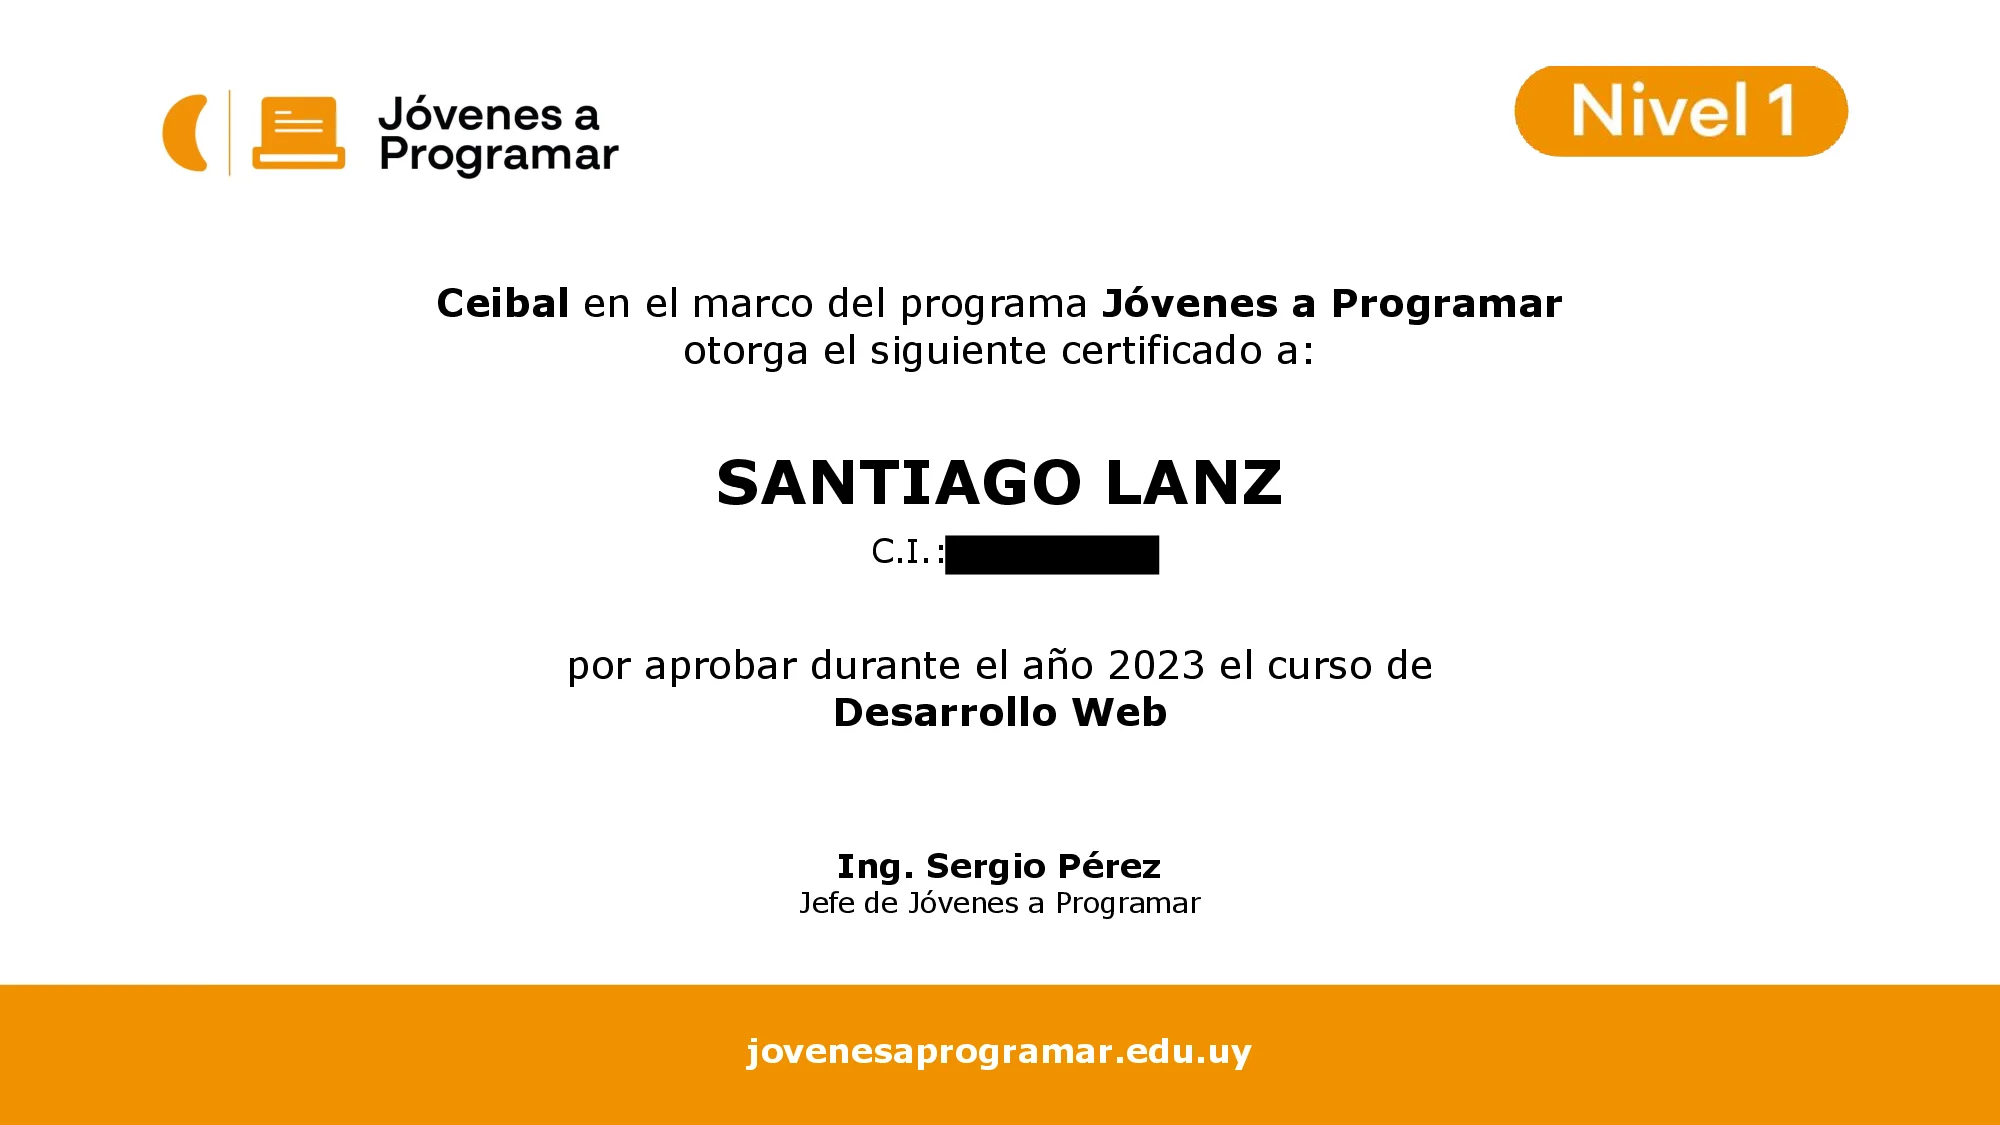 Jóvenes a
Programar
Nivel 1
Ceibal en el marco del programa Jóvenes a Programar
otorga el siguiente certificado a:
SANTIAGO LANZ
C.I.:
por aprobar durante el año 2023 el curso de
Desarrollo Web
Ing. Sergio Pérez
Jefe de Jóvenes a Programar
jovenesaprogramar.edu.uy